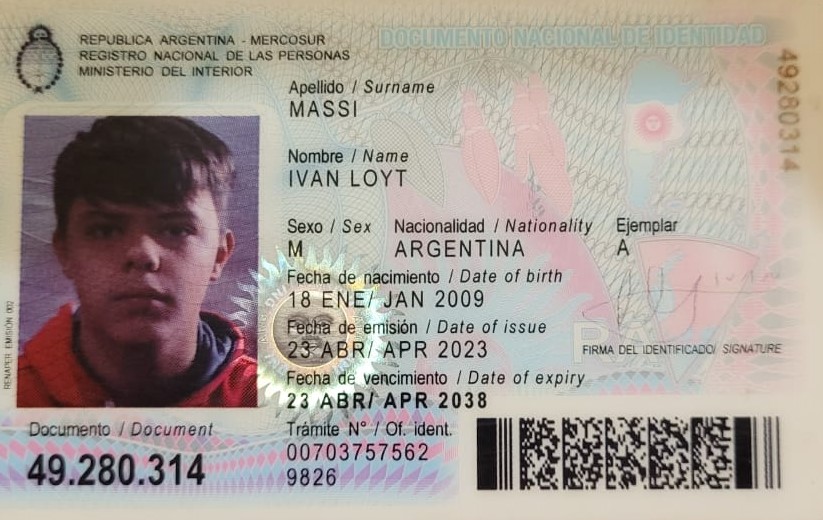 REPUBLICA ARGENTINA - MERCOSUR
REGISTRO NACIONAL DE LAS PERSONAS
MINISTERIO DEL INTERIOR
DOCUMENTO NACIONAL DE IDENTIDAD
49280314
Apellido / Surname
MASSI
Nombre / Name
IVAN LOYT
Sexo / Sex Nacionalidad / Nationality Ejemplar
M ARGENTINA A
Fecha de nacimiento / Date of birth
18 ENE/ JAN 2009
Fecha de emisión / Date of issue
23 ABR/ APR 2023
FIRMA DEL IDENTIFICADO/ SIGNATURE
Fecha de vencimiento / Date of expiry
23 ABR/ APR 2038
RENAPER EMISIÓN 002
Documento / Document
49.280.314
Trámite N° / Of. ident.
00703757562
9826